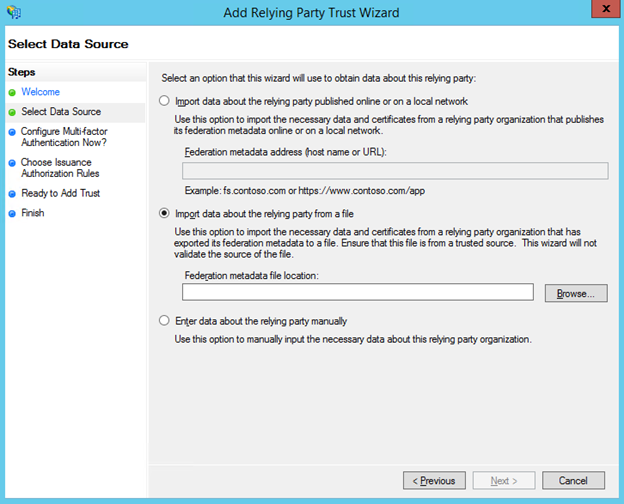 Add Relying Party Trust Wizard
x
Select Data Source
Steps
Welcome
Select Data Source
Configure Multi-factor
Authentication Now?
Choose Issuance
Authorization Rules
Ready to Add Trust
Finish
Select an option that this wizard will use to obtain data about this relying party:
Import data about the relying party published online or on a local network
Use this option to import the necessary data and certificates from a relying party organization that publishes
its federation metadata online or on a local network.
Federation metadata address (host name or URL):
Example: fs.contoso.com or https://www.contoso.com/app
Import data about the relying party from a file
Use this option to import the necessary data and certificates from a relying party organization that has
exported its federation metadata to a file. Ensure that this file is from a trusted source. This wizard will not
validate the source of the file.
Federation metadata file location:
Browse...
Enter data about the relying party manually
Use this option to manually input the necessary data about this relying party organization.
< Previous
Next >
Cancel